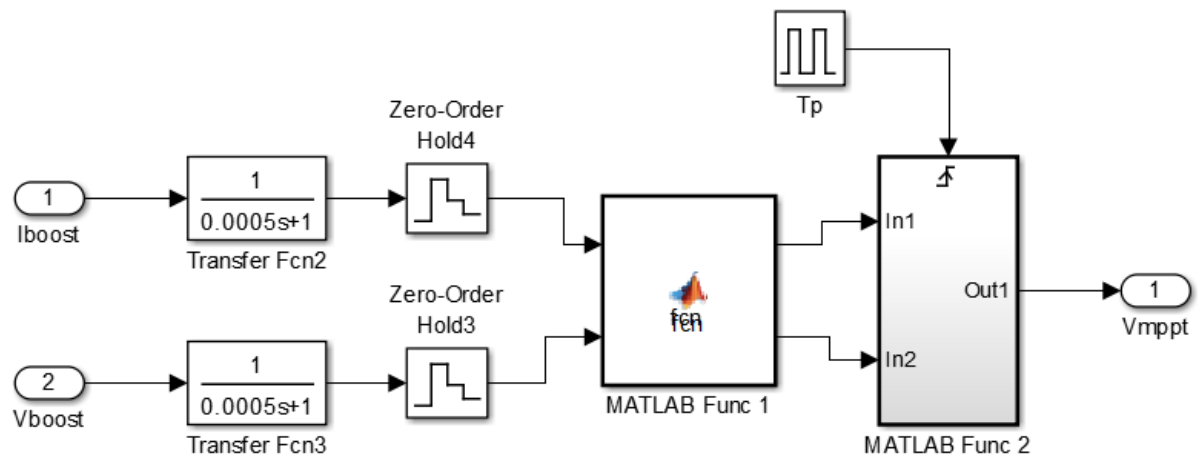 Tp
Zero-Order
Hold4
1
Iboost
1
0.0005s+1
Transfer Fcn2
In1
Zero-Order
Hold3
fcn
fcn
Out1
1
Vmppt
2
Vboost
1
0.0005s+1
Transfer Fcn3
In2
MATLAB Func 1
MATLAB Func 2